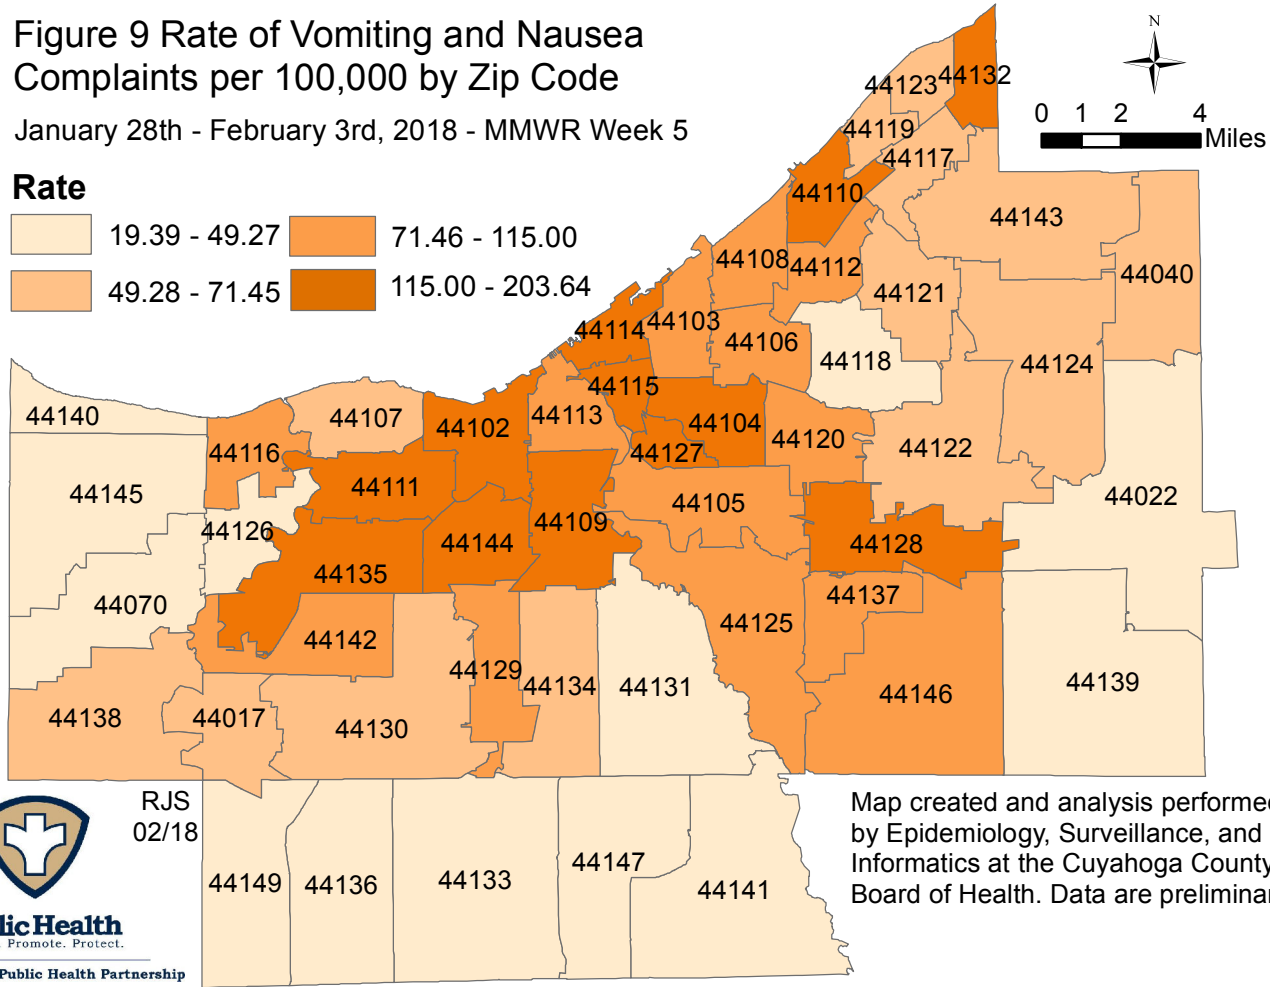 Figure 9 Rate of Vomiting and Nausea
Complaints per 100,000 by Zip Code
January 28th - February 3rd, 2018 - MMWR Week 5
Rate
19.39 - 49.27
71.46 - 115.00
49.28 - 71.45
115.00 - 203.64
N
0 1 2 4
Miles
44123
44132
44119
44117
44110
44143
44108
44112
44040
44121
44114
44103
44106
44118
44124
44115
44140
44107
44102
44113
44104
44127
44120
44122
44116
44145
44111
44105
44022
44126
44109
44144
44128
44135
44070
44137
44142
44125
44129
44134
44131
44146
44139
44138
44017
44130
RJS
02/18
44149
44136
44133
44147
44141
Map created and analysis performed
by Epidemiology, Surveillance, and
Informatics at the Cuyahoga County
Board of Health. Data are preliminar
lic Health
Promote. Protect.
Public Health Partnership